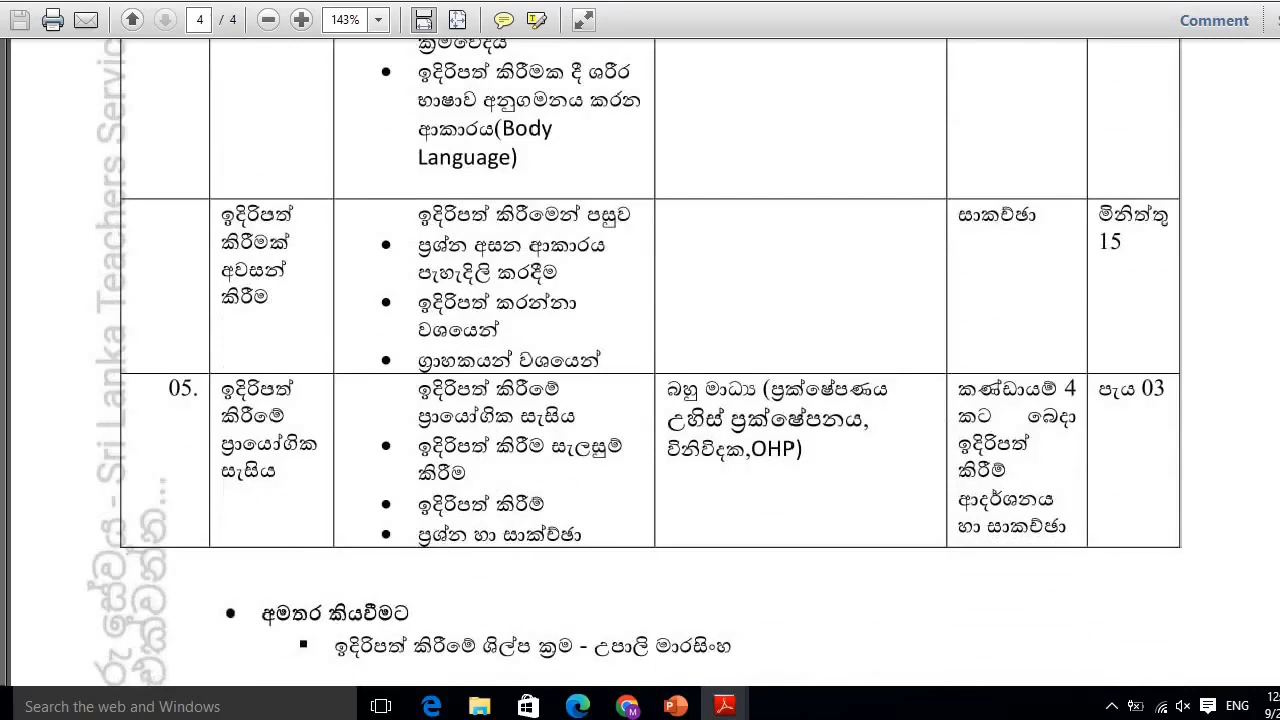 4 / 4
143%
Comment
ක්‍රමවේදය
• ඉදිරිපත් කිරීමක දී ශරීර
භාෂාව අනුගමනය කරන
ආකාරය(Body
Language)
ඉදිරිපත්
කිරීමක්
අවසන්
කිරීම
ඉදිරිපත් කිරීමෙන් පසුව
• ප්‍රශ්න අසන ආකාරය
පැහැදිලි කරදීම
• ඉදිරිපත් කරන්නා
වශයෙන්
• ග්‍රාහකයන් වශයෙන්
සාකච්ඡා
මිනිත්තු
15
05.
ඉදිරිපත්
කිරීමේ
ප්‍රායෝගික
සැසිය
ඉදිරිපත් කිරීමේ
ප්‍රායෝගික සැසිය
• ඉදිරිපත් කිරීම සැලසුම්
කිරීම
• ඉදිරිපත් කිරීම්
• ප්‍රශ්න හා සාක්ච්ඡා
බහු මාධ්‍ය (ප්‍රක්ෂේපණය
උහිස් ප්‍රක්ෂේපනය,
විනිවිදක,OHP)
කණ්ඩායම් 4
කට බෙදා
ඉදිරිපත්
කිරීම්
ආදර්ශනය
හා සාකච්ඡා
පැය 03
• අමතර කියවීමට
▪ ඉදිරිපත් කිරීමේ ශිල්ප ක්‍රම - උපාලි මාරසිංහ
- Sri Lanka Teachers Servic
Search the web and Windows
ENG